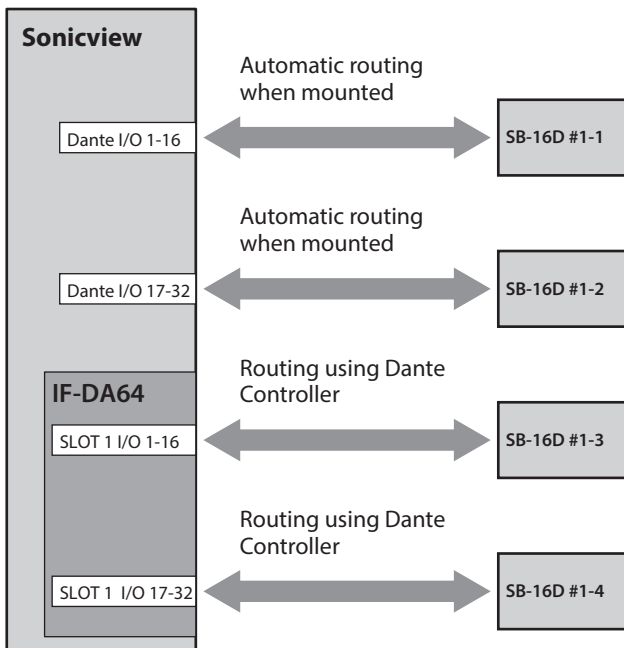 Sonicview
Automatic routing
when mounted
Dante I/O 1-16
SB-16D #1-1
Automatic routing
when mounted
Dante I/O 17-32
SB-16D #1-2
IF-DA64
Routing using Dante
Controller
SLOT 1 I/O 1-16
SB-16D #1-3
Routing using Dante
Controller
SLOT 1 I/O 17-32
SB-16D #1-4